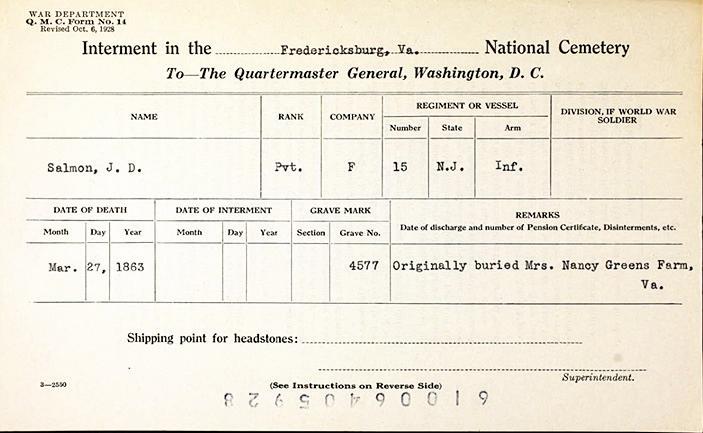 WAR DEPARTMENT
Q. M. C. Form No. 14
Revised Oct. 6, 1928
Interment in the Fredericksburg, Va. National Cemetery
To—The Quartermaster General, Washington, D. C.
NAME RANK COMPANY REGIMENT OR VESSEL DIVISION, IF WORLD WAR SOLDIER
Number State Arm
Salmon, J. D. Pvt. F 15 N.J. Inf.
DATE OF DEATH DATE OF INTERMENT GRAVE MARK REMARKS
Month Day Year Month Day Year Section Grave No. Date of discharge and number of Pension Certifcate, Disinterments, etc.
Mar. 27, 1863 4577 Originally buried Mrs. Nancy Greens Farm,
Va.
Shipping point for headstones:
Superintendent.
3—2550 (See Instructions on Reverse Side)